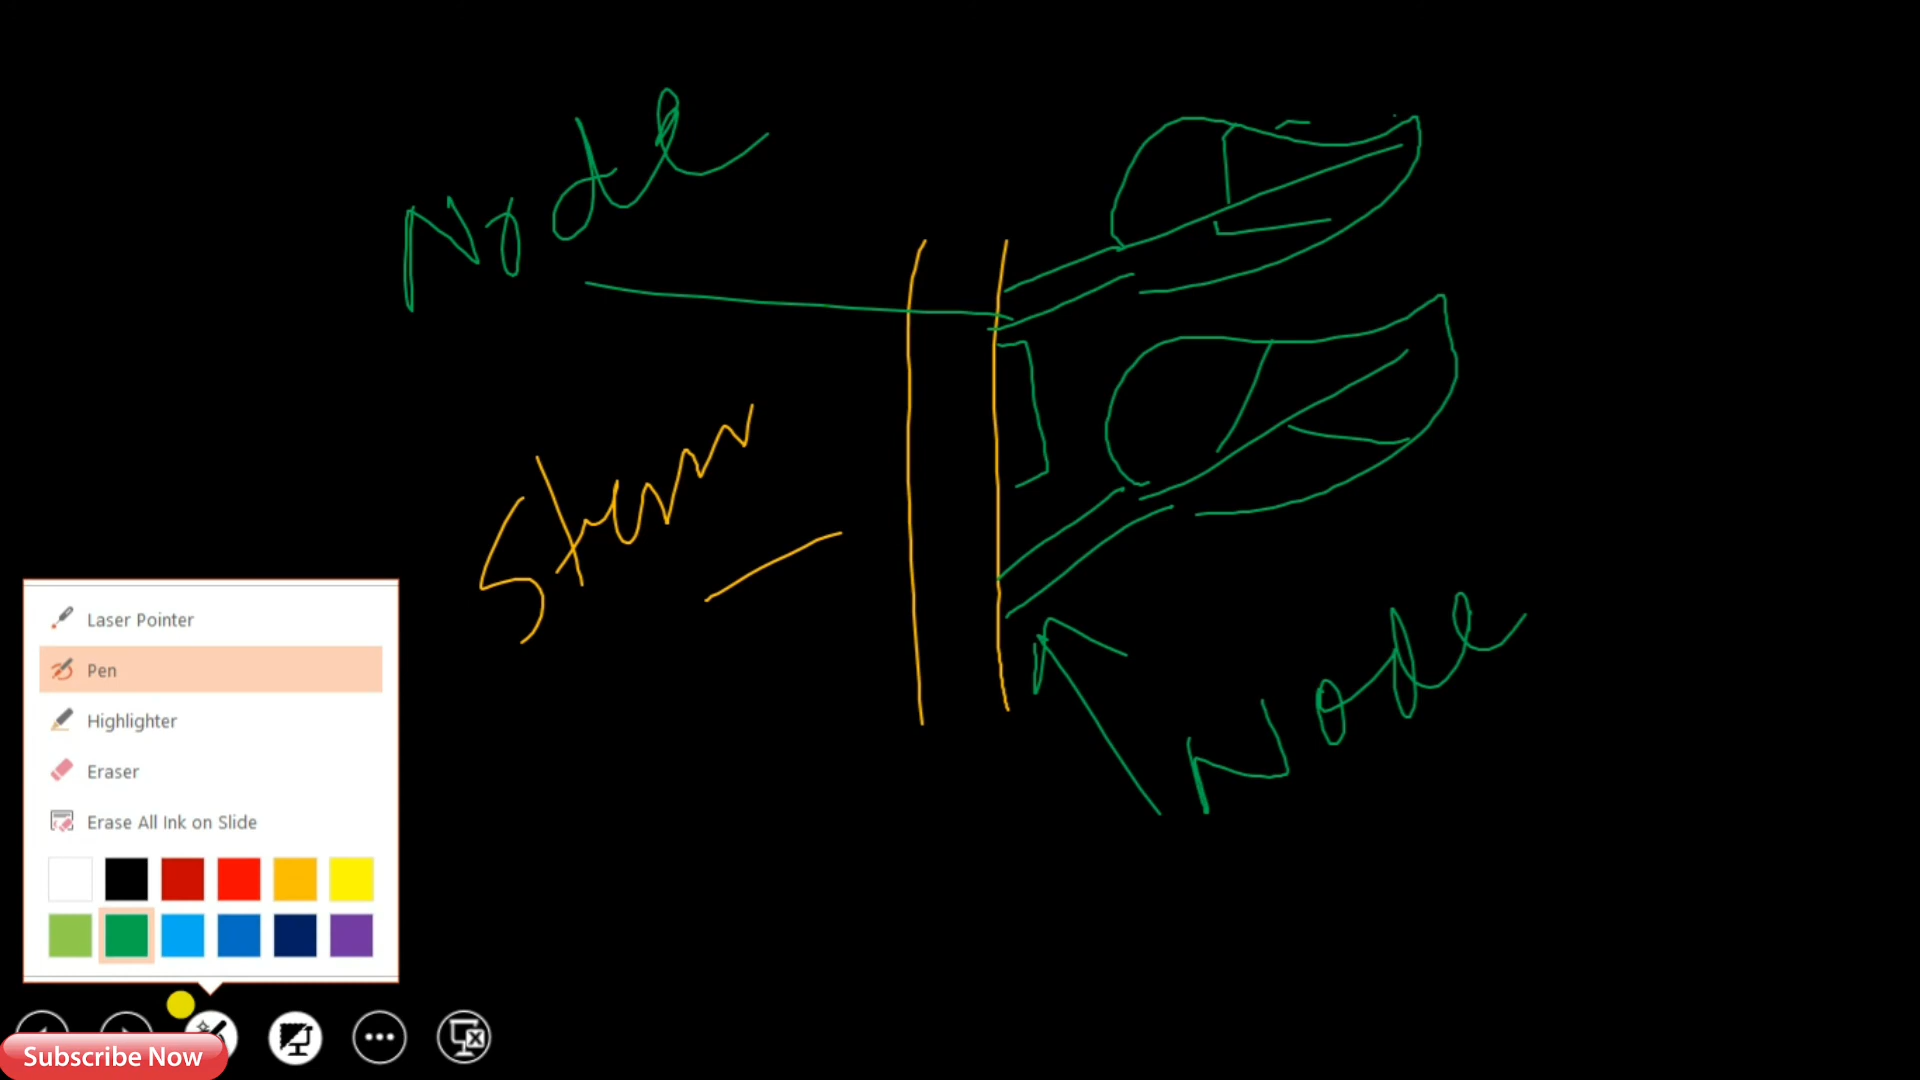 Node
Stem
Node
Laser Pointer
Pen
Highlighter
Eraser
Erase All Ink on Slide
Subscribe Now